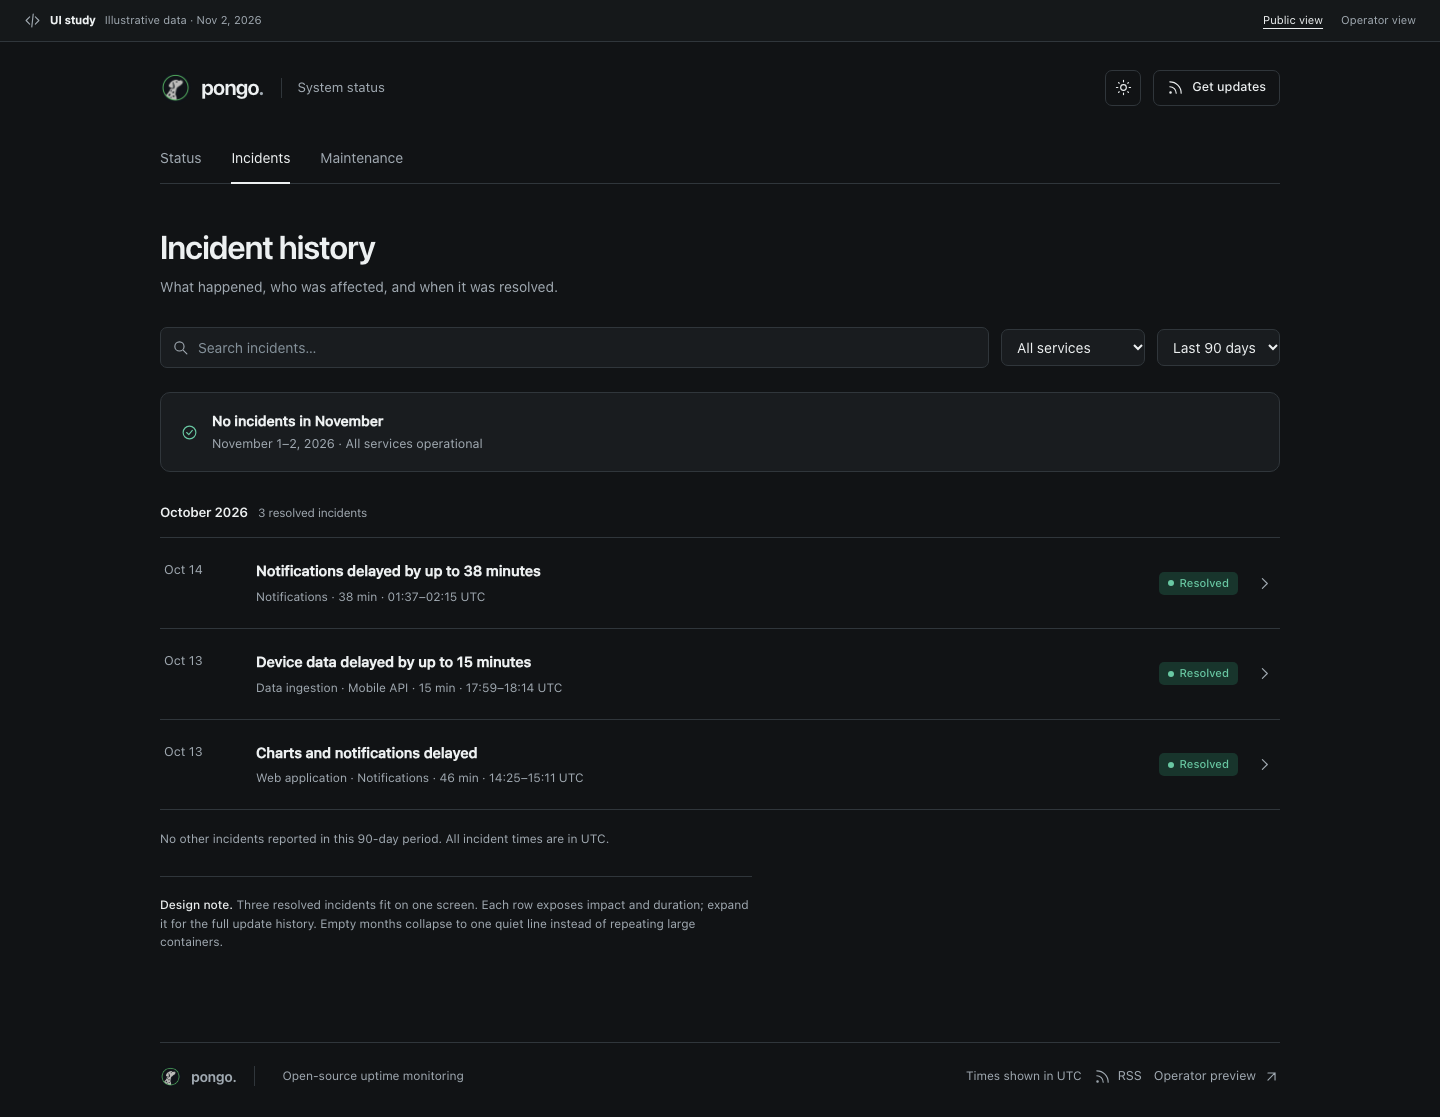 UI study Illustrative data · Nov 2, 2026
Public view Operator view
pongo. System status
Get updates
Status Incidents Maintenance
Incident history
What happened, who was affected, and when it was resolved.
Search incidents... All services Last 90 days
No incidents in November
November 1–2, 2026 · All services operational
October 2026 3 resolved incidents
Oct 14 Notifications delayed by up to 38 minutes
Notifications · 38 min · 01:37–02:15 UTC
Resolved
Oct 13 Device data delayed by up to 15 minutes
Data ingestion · Mobile API · 15 min · 17:59–18:14 UTC
Resolved
Oct 13 Charts and notifications delayed
Web application · Notifications · 46 min · 14:25–15:11 UTC
Resolved
No other incidents reported in this 90-day period. All incident times are in UTC.
Design note. Three resolved incidents fit on one screen. Each row exposes impact and duration; expand
it for the full update history. Empty months collapse to one quiet line instead of repeating large
containers.
pongo. Open-source uptime monitoring
Times shown in UTC RSS Operator preview